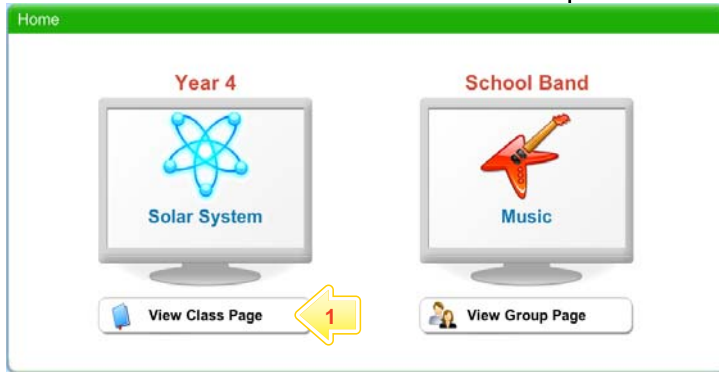 Home
Year 4
School Band
Solar System
Music
View Class Page
1
View Group Page